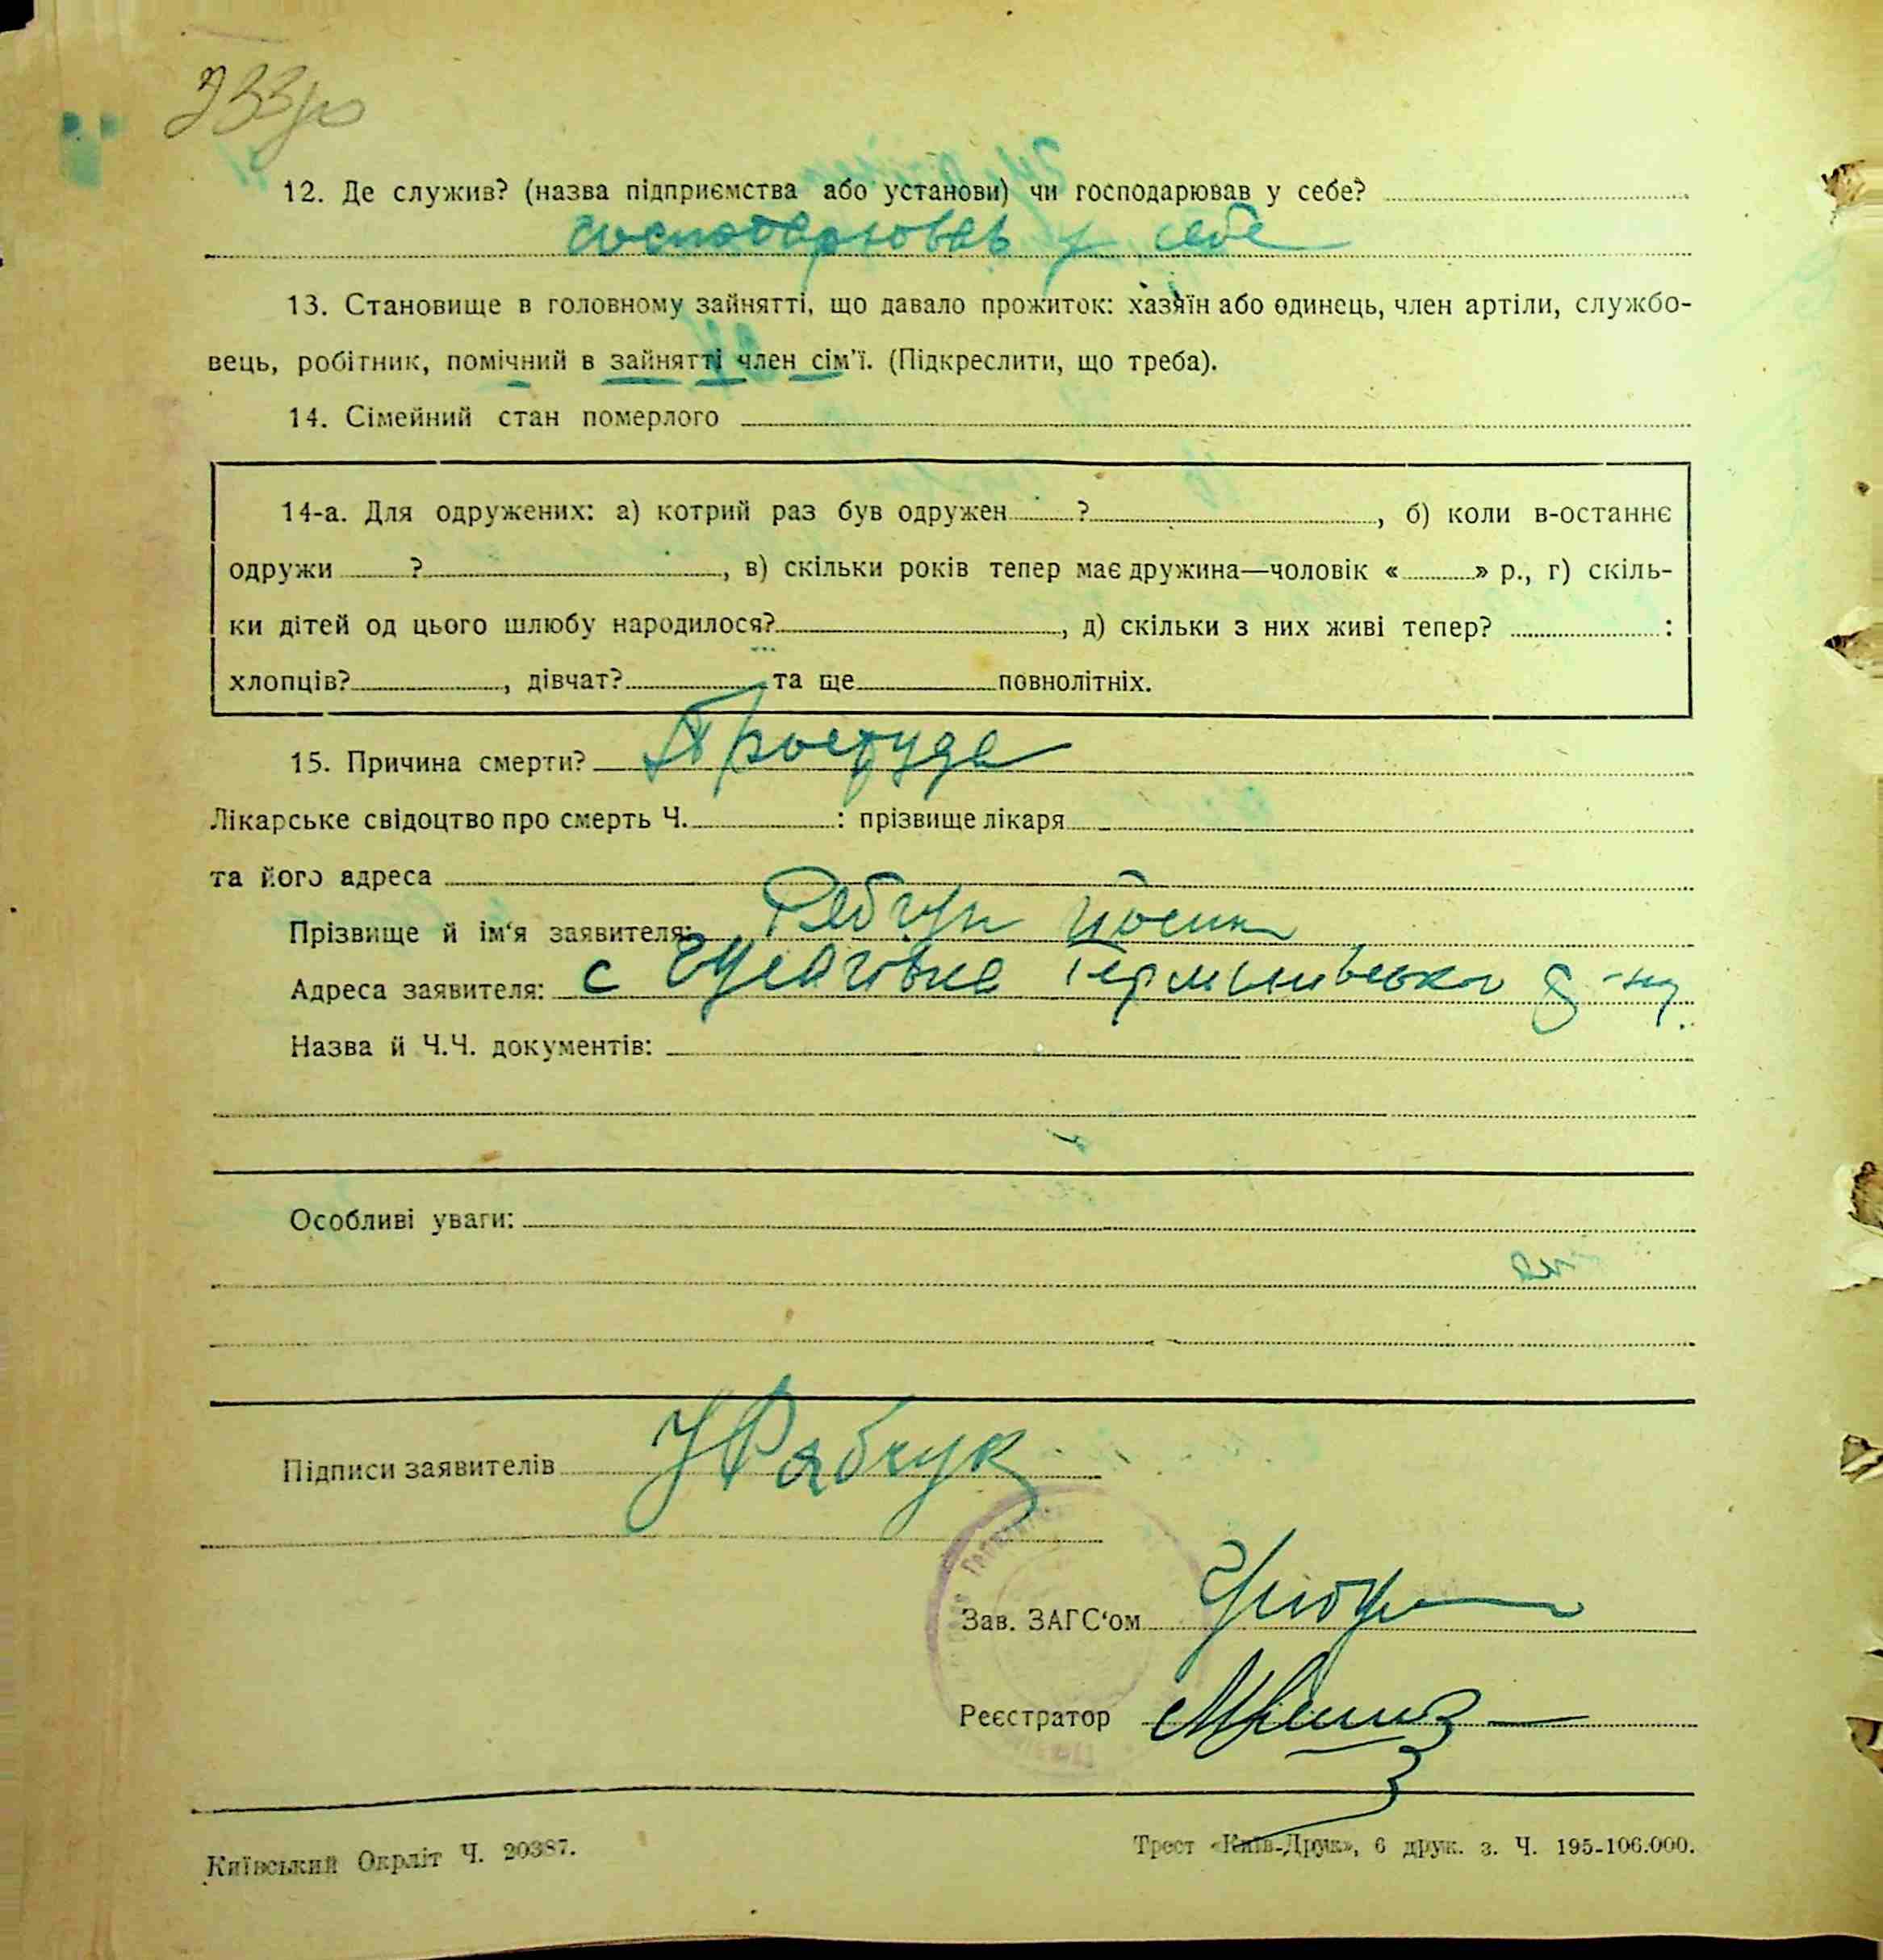 12. Де служив? (назва підприємства або установи) чи господарював у себе?
господарював у себе
13. Становище в головному зайнятті, що давало прожиток: хазяїн або одинець, член артіли, службо-
вець, робітник, помічний в зайнятті член сім'ї. (Підкреслити, що треба).
14. Сімейний стан померлого
14-а. Для одружених: а) котрий раз був одружен ? , б) коли в-останнє
одружи ? , в) скільки років тепер має дружина—чоловік « » р., г) скіль-
ки дітей од цього шлюбу народилося? , д) скільки з них живі тепер? :
хлопців? , дівчат? та ще повнолітніх.
15. Причина смерти? Простуда
Лікарське свідоцтво про смерть Ч. : прізвище лікаря
та його адреса
Прізвище й ім'я заявителя: Йосип
Адреса заявителя: с
Назва й Ч.Ч. документів:
Особливі уваги:
Підписи заявителів Рябчук
Зав. ЗАГС'ом
Реєстратор
Київський Окрліт Ч. 20387.
Трест «Київ-Друк», 6 друк. з. Ч. 195-106.000.